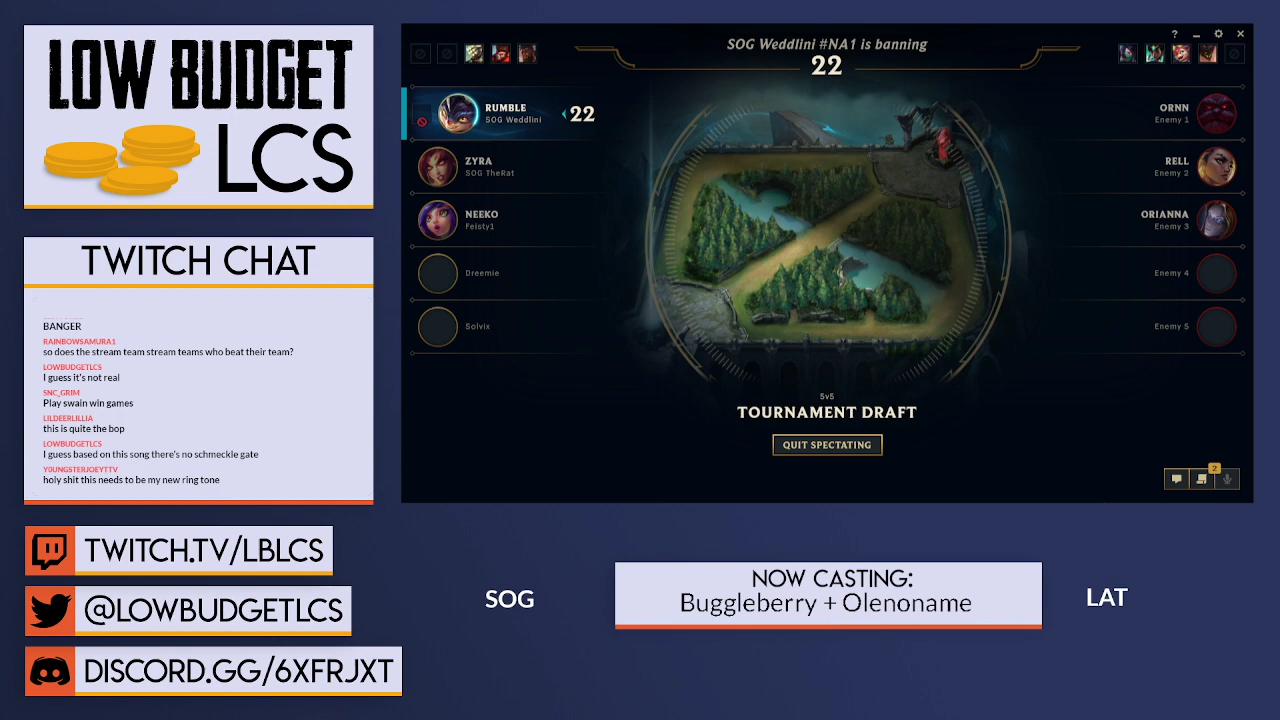 LOW BUDGET
LCS
TWITCH CHAT
BANGER
RAINBOWSAMURA1
so does the stream team stream teams who beat their team?
LOWBUDGETLCS
I guess it's not real
SNC_GRIM
Play swain win games
LILDEERLILLIA
this is quite the bop
LOWBUDGETLCS
I guess based on this song there's no schmeckle gate
Y0UNGSTERJOEYTTV
holy shit this needs to be my new ring tone
TWITCH.TV/LBLCS
@LOWBUDGETLCS
DISCORD.GG/6XFRJXT
SOG Weddlini #NA1 is banning
22
RUMBLE
SOG Weddlini
22
ZYRA
SOG TheRat
NEEKO
Feisty1
Dreemie
Solvix
ORNN
Enemy 1
RELL
Enemy 2
ORIANNA
Enemy 3
Enemy 4
Enemy 5
5v5
TOURNAMENT DRAFT
QUIT SPECTATING
2
SOG
NOW CASTING:
Buggleberry + Olenoname
LAT